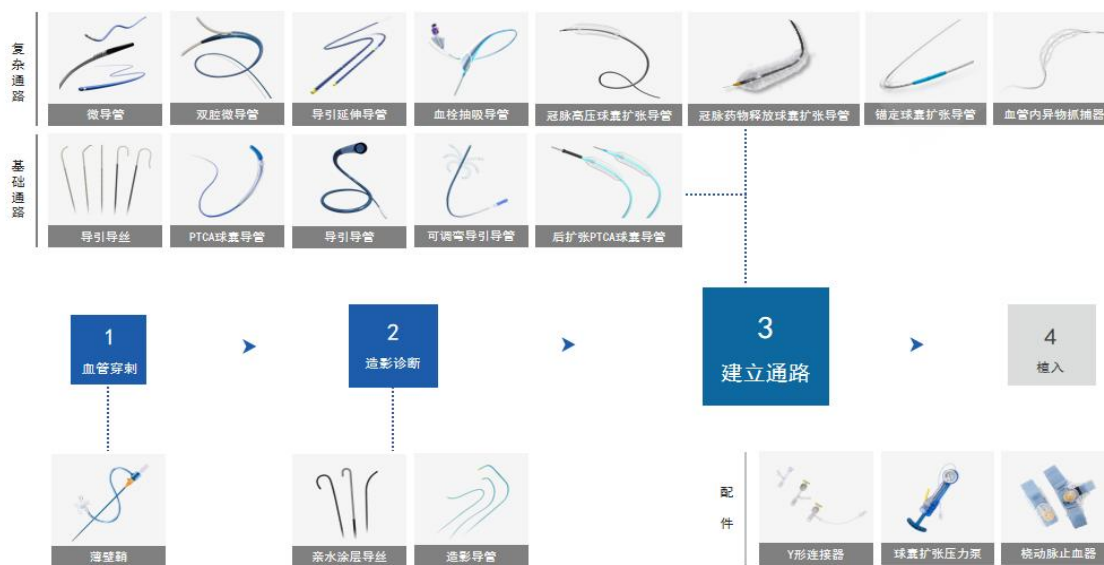 复杂通路
微导管
双腔微导管
导引延伸导管
血栓抽吸导管
冠脉高压球囊扩张导管
冠脉药物释放球囊扩张导管
锚定球囊扩张导管
血管内异物抓捕器
基础通路
导引导丝
PTCA球囊导管
导引导管
可调弯导引导管
后扩张PTCA球囊导管
1
血管穿刺
2
造影诊断
3
建立通路
4
植入
薄壁鞘
亲水涂层导丝
造影导管
配件
Y形连接器
球囊扩张压力泵
桡动脉止血器